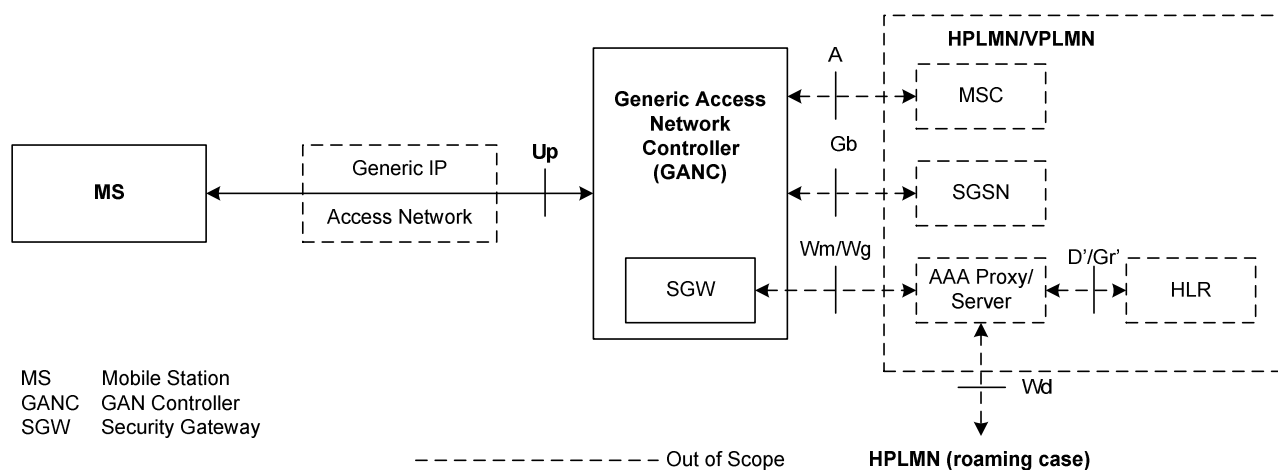 HPLMN/VPLMN
A
MSC
Generic Access
Network
Controller
(GANC)
Gb
Up
Generic IP
MS
Access Network
SGSN
Wm/Wg
D’/Gr’
SGW
AAA Proxy/
Server
HLR
MS Mobile Station
GANC GAN Controller
SGW Security Gateway
Wd
Out of Scope
HPLMN (roaming case)